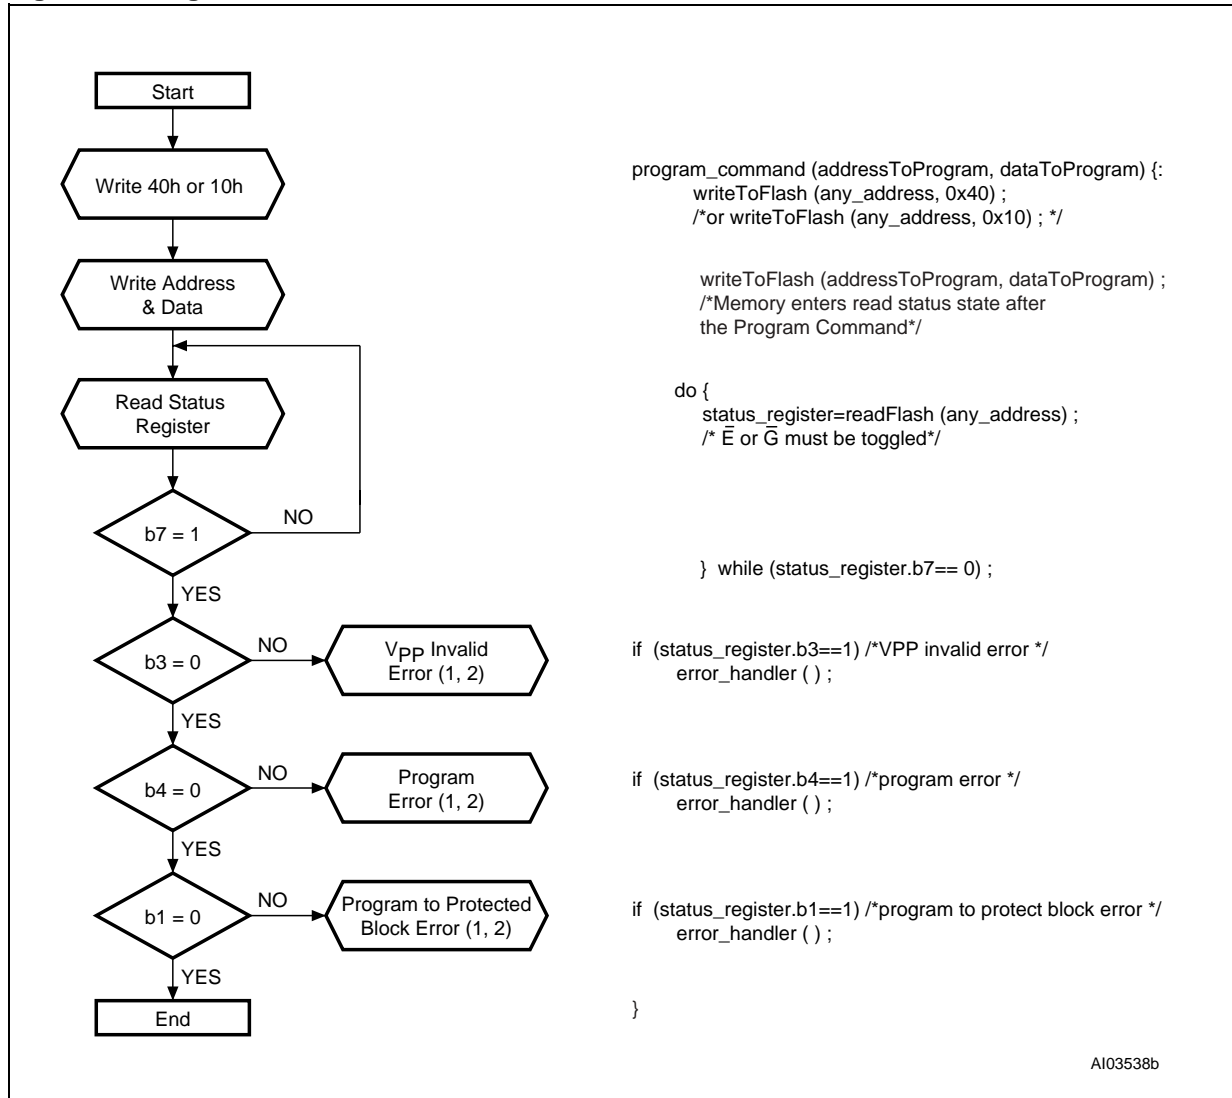 Start
Write 40h or 10h
Write Address
& Data
Read Status
Register
b7 = 1
NO
YES
b3 = 0
NO
VPP Invalid
Error (1, 2)
YES
b4 = 0
NO
Program
Error (1, 2)
YES
b1 = 0
NO
Program to Protected
Block Error (1, 2)
YES
End
program_command (addressToProgram, dataToProgram) {:
writeToFlash (any_address, 0x40) ;
/*or writeToFlash (any_address, 0x10) ; */
writeToFlash (addressToProgram, dataToProgram) ;
/*Memory enters read status state after
the Program Command*/
do {
status_register=readFlash (any_address) ;
/* E̅ or G̅ must be toggled*/
} while (status_register.b7== 0) ;
if (status_register.b3==1) /*VPP invalid error */
error_handler ( ) ;
if (status_register.b4==1) /*program error */
error_handler ( ) ;
if (status_register.b1==1) /*program to protect block error */
error_handler ( ) ;
}
AI03538b